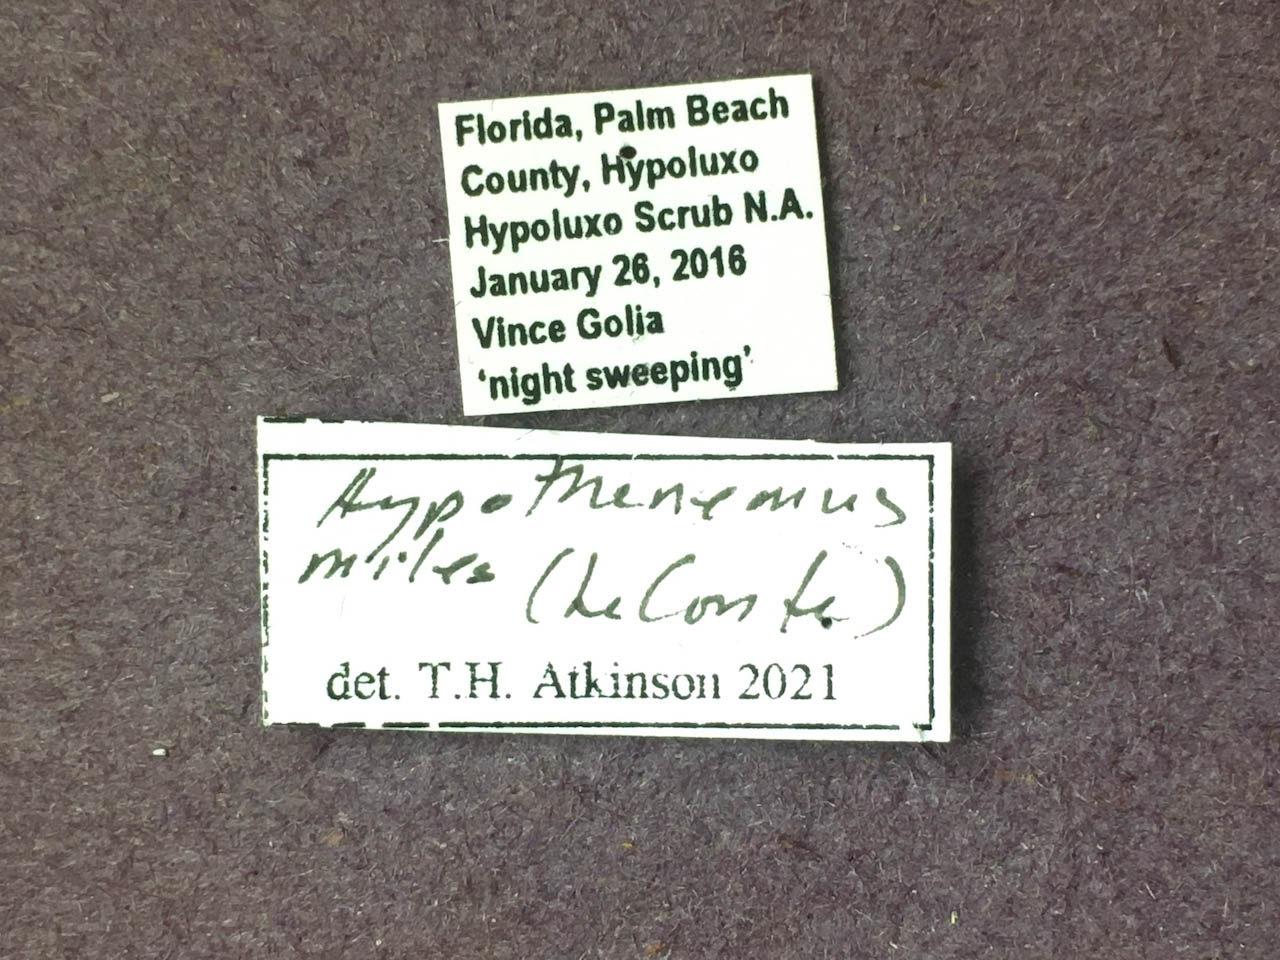 Florida, Palm Beach
County, Hypoluxo
Hypoluxo Scrub N.A.
January 26, 2016
Vince Golia
‘night sweeping’
Hypothenemus
miles (LeConte)
det. T.H. Atkinson 2021